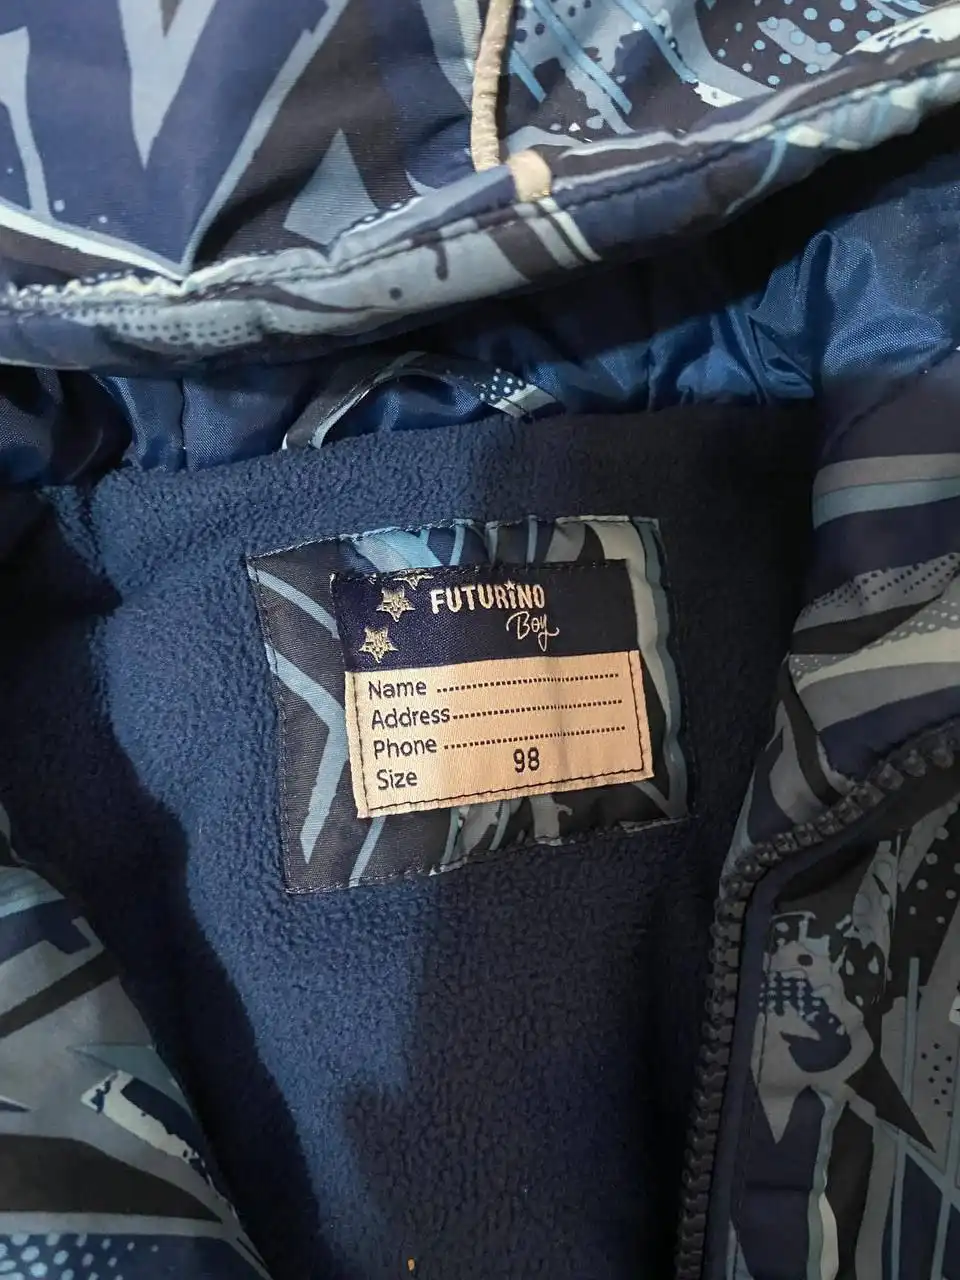 FUTURINO
Boy
Name ........................
Address ........................
Phone ........................
Size 98